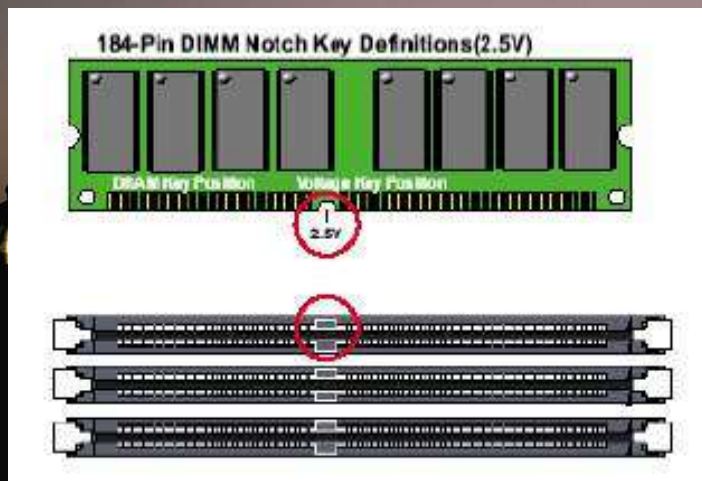 184-Pin DIMM Notch Key Definitions(2.5V)
DRAM Key Position Voltage Key Position
2.5V